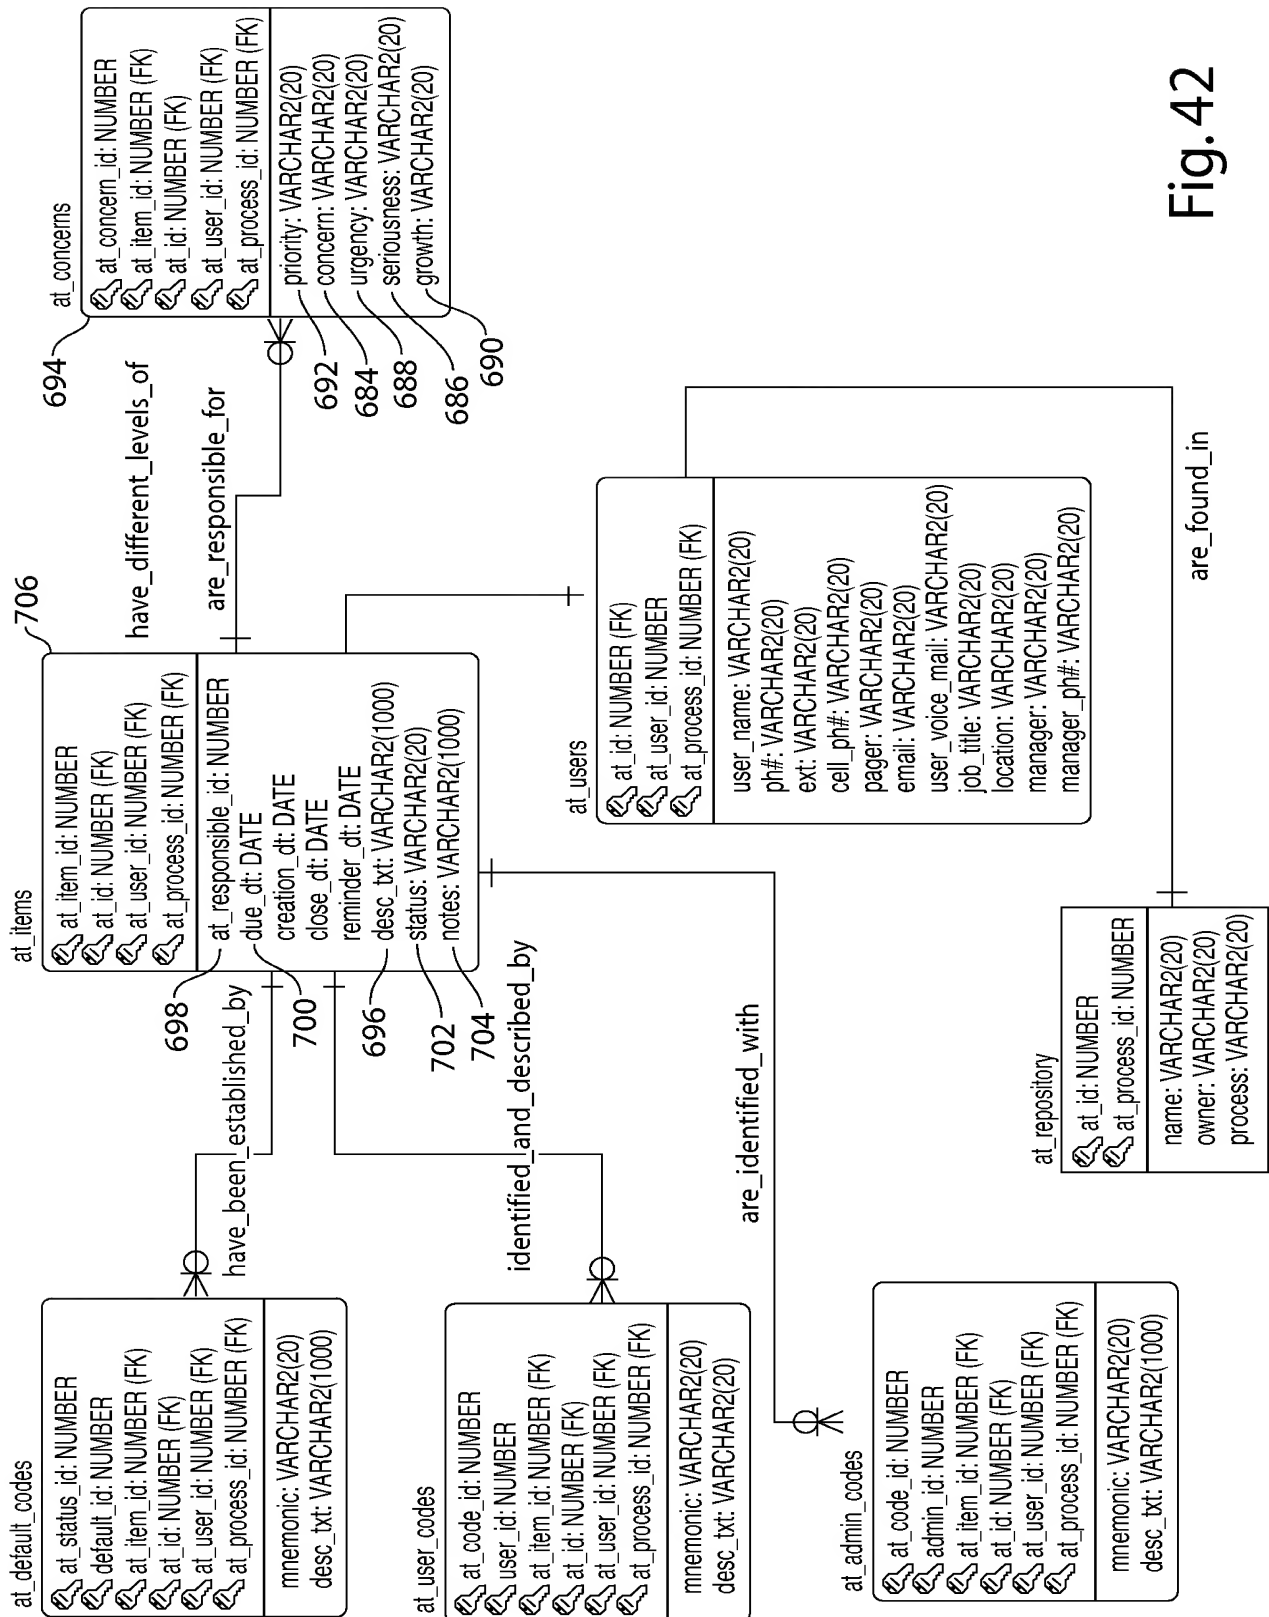 at_default_codes
at_status_id: NUMBER
default_id: NUMBER
at_item_id: NUMBER (FK)
at_id: NUMBER (FK)
at_user_id: NUMBER (FK)
at_process_id: NUMBER (FK)
mnemonic: VARCHAR2(20)
desc_txt: VARCHAR2(1000)
have_been_established_by
at_items
706
at_item_id: NUMBER
at_id: NUMBER (FK)
at_user_id: NUMBER (FK)
at_process_id: NUMBER (FK)
at_responsible_id: NUMBER
due_dt: DATE
creation_dt: DATE
close_dt: DATE
reminder_dt: DATE
desc_txt: VARCHAR2(1000)
status: VARCHAR2(20)
notes: VARCHAR2(1000)
698
700
696
702
704
have_different_levels_of
are_responsible_for
at_concerns
694
at_concern_id: NUMBER
at_item_id: NUMBER (FK)
at_id: NUMBER (FK)
at_user_id: NUMBER (FK)
at_process_id: NUMBER (FK)
priority: VARCHAR2(20)
concern: VARCHAR2(20)
urgency: VARCHAR2(20)
seriousness: VARCHAR2(20)
growth: VARCHAR2(20)
692
684
688
686
690
at_user_codes
at_code_id: NUMBER
user_id: NUMBER
at_item_id: NUMBER (FK)
at_id: NUMBER (FK)
at_user_id: NUMBER (FK)
at_process_id: NUMBER (FK)
mnemonic: VARCHAR2(20)
desc_txt: VARCHAR2(20)
identified_and_described_by
at_users
at_id: NUMBER (FK)
at_user_id: NUMBER
at_process_id: NUMBER (FK)
user_name: VARCHAR2(20)
ph#: VARCHAR2(20)
ext: VARCHAR2(20)
cell_ph#: VARCHAR2(20)
pager: VARCHAR2(20)
email: VARCHAR2(20)
user_voice_mail: VARCHAR2(20)
job_title: VARCHAR2(20)
location: VARCHAR2(20)
manager: VARCHAR2(20)
manager_ph#: VARCHAR2(20)
are_identified_with
at_admin_codes
at_code_id: NUMBER
admin_id: NUMBER
at_item_id: NUMBER (FK)
at_id: NUMBER (FK)
at_user_id: NUMBER (FK)
at_process_id: NUMBER (FK)
mnemonic: VARCHAR2(20)
desc_txt: VARCHAR2(1000)
at_repository
at_id: NUMBER
at_process_id: NUMBER
name: VARCHAR2(20)
owner: VARCHAR2(20)
process: VARCHAR2(20)
are_found_in
Fig. 42